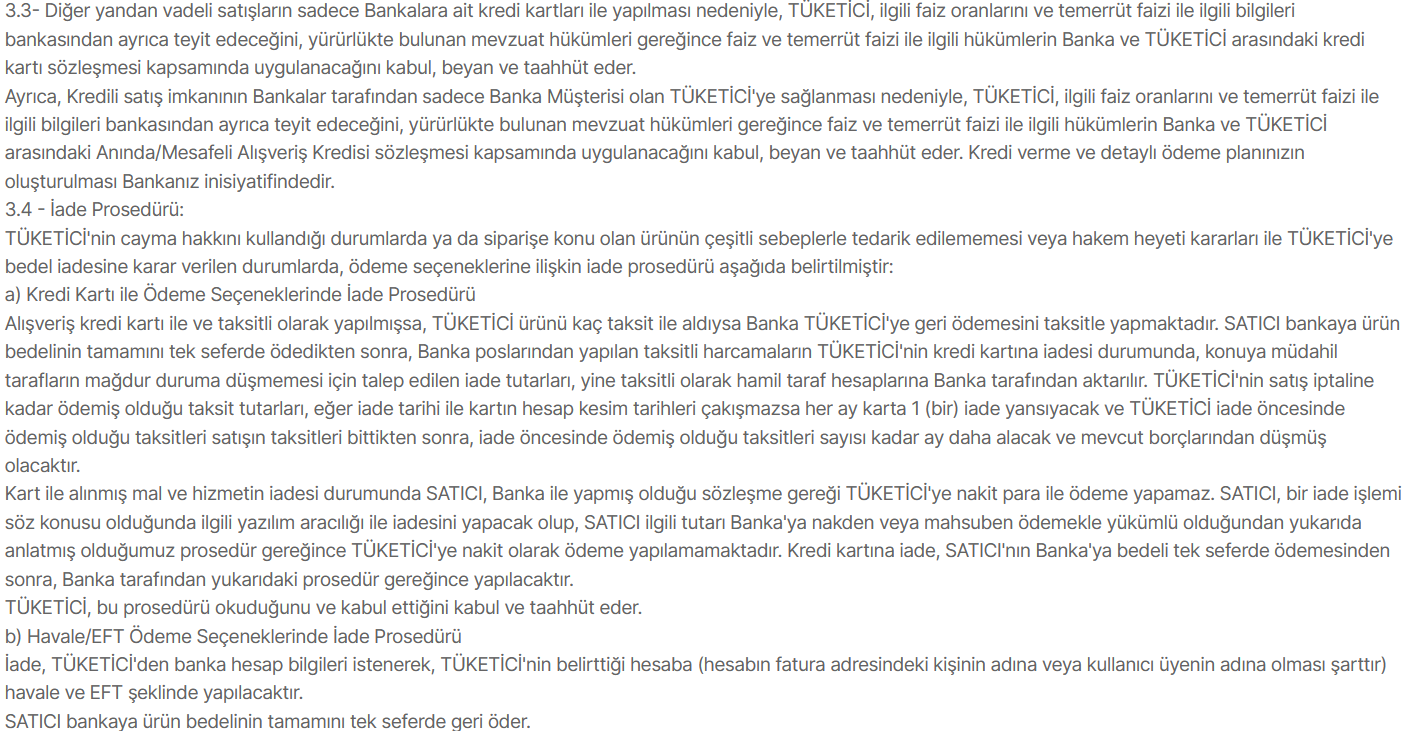 3.3- Diğer yandan vadeli satışların sadece Bankalara ait kredi kartları ile yapılması nedeniyle, TÜKETİCİ, ilgili faiz oranlarını ve temerrüt faizi ile ilgili bilgileri
bankasından ayrıca teyit edeceğini, yürürlükte bulunan mevzuat hükümleri gereğince faiz ve temerrüt faizi ile ilgili hükümlerin Banka ve TÜKETİCİ arasındaki kredi
kartı sözleşmesi kapsamında uygulanacağını kabul, beyan ve taahhüt eder.
Ayrıca, Kredili satış imkanının Bankalar tarafından sadece Banka Müşterisi olan TÜKETİCİ'ye sağlanması nedeniyle, TÜKETİCİ, ilgili faiz oranlarını ve temerrüt faizi ile
ilgili bilgileri bankasından ayrıca teyit edeceğini, yürürlükte bulunan mevzuat hükümleri gereğince faiz ve temerrüt faizi ile ilgili hükümlerin Banka ve TÜKETİCİ
arasındaki Anında/Mesafeli Alışveriş Kredisi sözleşmesi kapsamında uygulanacağını kabul, beyan ve taahhüt eder. Kredi verme ve detaylı ödeme planınızın
oluşturulması Bankanız inisiyatifindedir.
3.4 - İade Prosedürü:
TÜKETİCİ'nin cayma hakkını kullandığı durumlarda ya da siparişe konu olan ürünün çeşitli sebeplerle tedarik edilememesi veya hakem heyeti kararları ile TÜKETİCİ'ye
bedel iadesine karar verilen durumlarda, ödeme seçeneklerine ilişkin iade prosedürü aşağıda belirtilmiştir:
a) Kredi Kartı ile Ödeme Seçeneklerinde İade Prosedürü
Alışveriş kredi kartı ile ve taksitli olarak yapılmışsa, TÜKETİCİ ürünü kaç taksit ile aldıysa Banka TÜKETİCİ'ye geri ödemesini taksitle yapmaktadır. SATICI bankaya ürün
bedelinin tamamını tek seferde ödedikten sonra, Banka poslarından yapılan taksitli harcamaların TÜKETİCİ'nin kredi kartına iadesi durumunda, konuya müdahil
tarafların mağdur duruma düşmemesi için talep edilen iade tutarları, yine taksitli olarak hamil taraf hesaplarına Banka tarafından aktarılır. TÜKETİCİ'nin satış iptaline
kadar ödemiş olduğu taksit tutarları, eğer iade tarihi ile kartın hesap kesim tarihleri çakışmazsa her ay karta 1 (bir) iade yansıyacak ve TÜKETİCİ iade öncesinde
ödemiş olduğu taksitleri satışın taksitleri bittikten sonra, iade öncesinde ödemiş olduğu taksitleri sayısı kadar ay daha alacak ve mevcut borçlarından düşmüş
olacaktır.
Kart ile alınmış mal ve hizmetin iadesi durumunda SATICI, Banka ile yapmış olduğu sözleşme gereği TÜKETİCİ'ye nakit para ile ödeme yapamaz. SATICI, bir iade işlemi
söz konusu olduğunda ilgili yazılım aracılığı ile iadesini yapacak olup, SATICI ilgili tutarı Banka'ya nakden veya mahsuben ödemekle yükümlü olduğundan yukarıda
anlatmış olduğumuz prosedür gereğince TÜKETİCİ'ye nakit olarak ödeme yapılamamaktadır. Kredi kartına iade, SATICI'nın Banka'ya bedeli tek seferde ödemesinden
sonra, Banka tarafından yukarıdaki prosedür gereğince yapılacaktır.
TÜKETİCİ, bu prosedürü okuduğunu ve kabul ettiğini kabul ve taahhüt eder.
b) Havale/EFT Ödeme Seçeneklerinde İade Prosedürü
İade, TÜKETİCİ'den banka hesap bilgileri istenerek, TÜKETİCİ'nin belirttiği hesaba (hesabın fatura adresindeki kişinin adına veya kullanıcı üyenin adına olması şarttır)
havale ve EFT şeklinde yapılacaktır.
SATICI bankaya ürün bedelinin tamamını tek seferde geri öder.